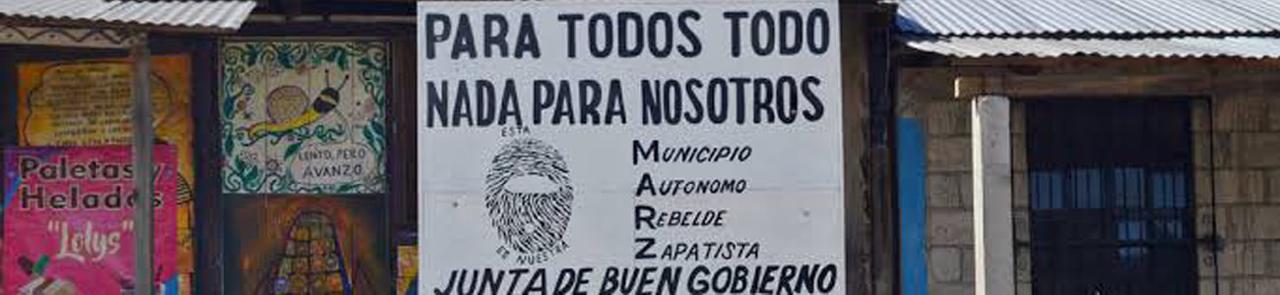 PARA TODOS TODO
NADA PARA NOSOTROS
ESTA
ES NUESTRA
MUNICIPIO
AUTONOMO
REBELDE
ZAPATISTA
JUNTA DE BUEN GOBIERNO
LENTO, PERO
AVANZO
Paletas y
Helados
"Lolys"